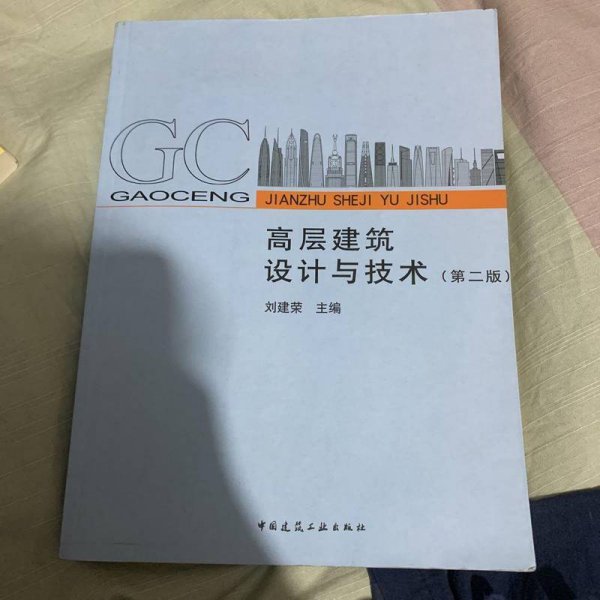 GC
GAOCENG
JIANZHU SHEJI YU JISHU
高层建筑
设计与技术（第二版）
刘建荣 主编
中国建筑工业出版社